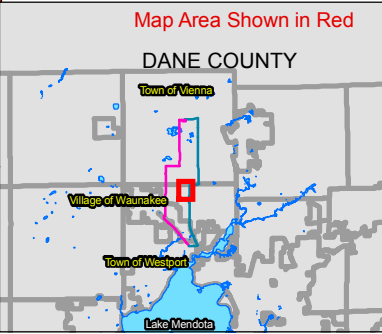 Map Area Shown in Red
DANE COUNTY
Town of Vienna
Village of Waunakee
Town of Westport
Lake Mendota